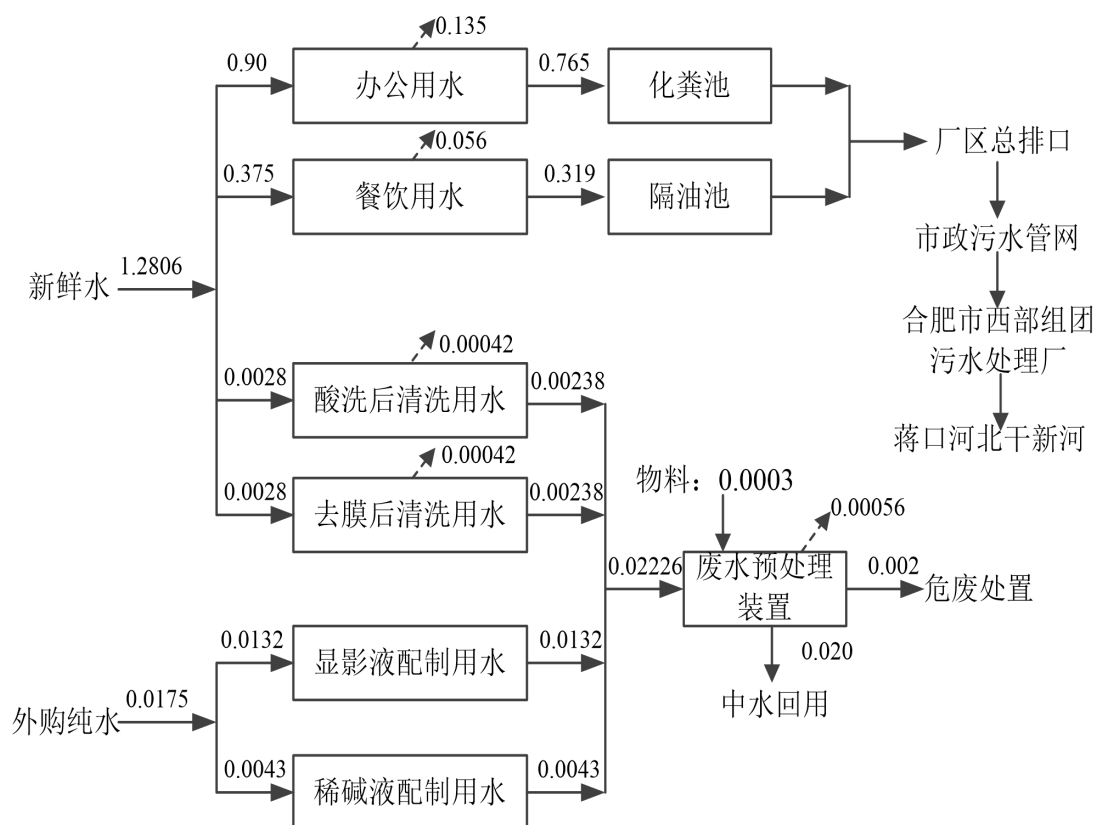 0.135
0.90
办公用水
0.765
化粪池
0.056
0.375
餐饮用水
0.319
隔油池
厂区总排口
市政污水管网
合肥市西部组团
污水处理厂
蒋口河北干新河
新鲜水
1.2806
0.00042
0.0028
酸洗后清洗用水
0.00238
0.00042
0.0028
去膜后清洗用水
0.00238
物料：0.0003
0.00056
0.02226
废水预处理
装置
0.002
危废处置
0.020
中水回用
外购纯水
0.0175
0.0132
显影液配制用水
0.0132
0.0043
稀碱液配制用水
0.0043